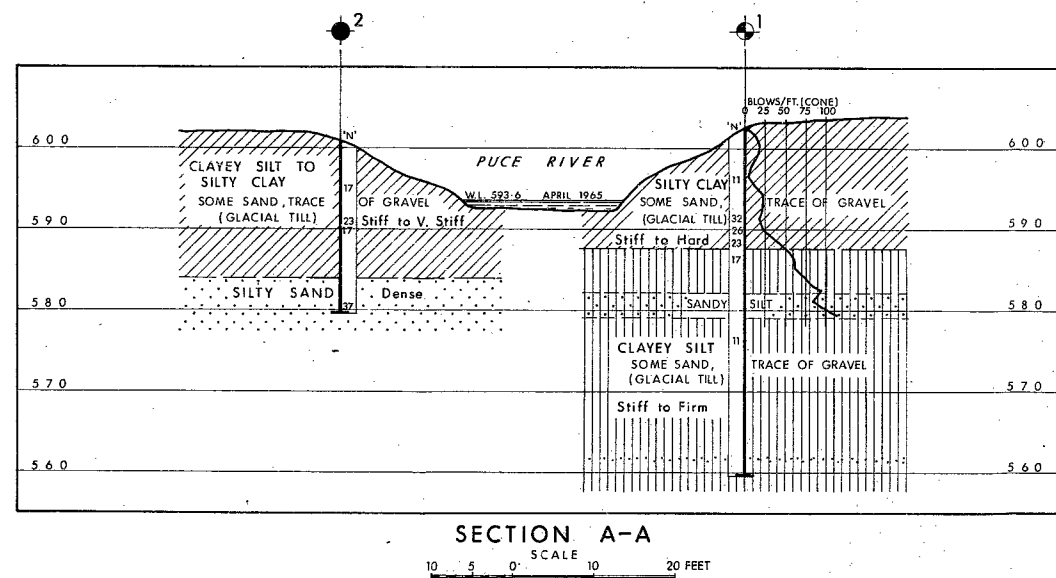 2
1
BLOWS/FT. (CONE)
0 25 50 75 100
'N'
'N'
600
600
PUCE RIVER
CLAYEY SILT TO
SILTY CLAY
SOME SAND, TRACE OF GRAVEL
(GLACIAL TILL)
Stiff to V. Stiff
17
23
17
W.L. 593.6 APRIL 1965
SILTY CLAY
SOME SAND, TRACE OF GRAVEL
(GLACIAL TILL)
Stiff to Hard
11
32
26
23
17
590
590
SILTY SAND Dense
37
SANDY SILT
580
580
11
CLAYEY SILT
SOME SAND, TRACE OF GRAVEL
(GLACIAL TILL)
Stiff to Firm
570
570
560
560
SECTION A-A
SCALE
10 5 0 10 20 FEET